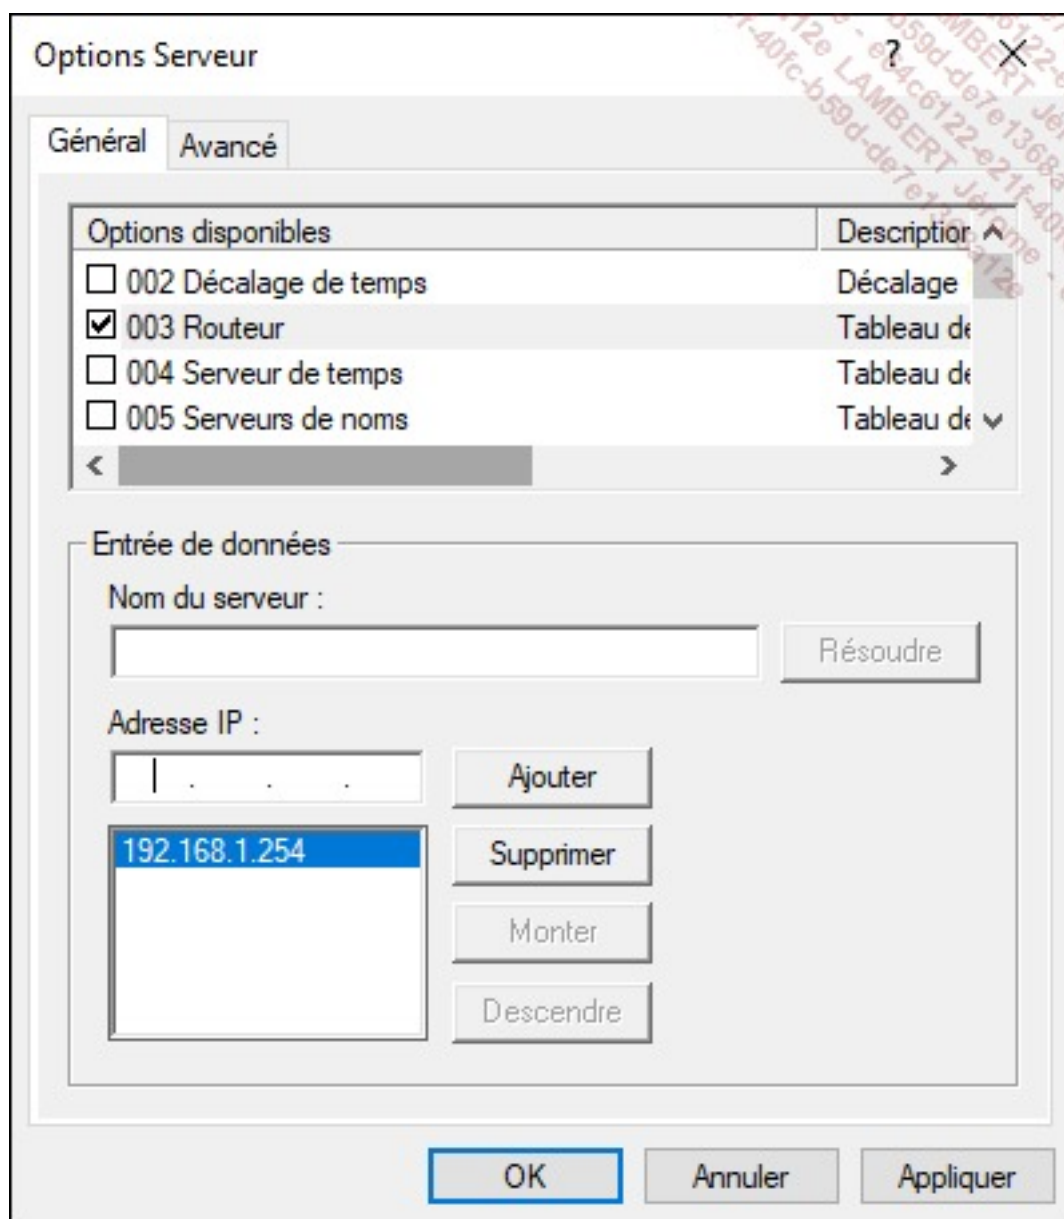 Options Serveur
?
Général
Avancé
Options disponibles
Description
002 Décalage de temps
Décalage
003 Routeur
Tableau de
004 Serveur de temps
Tableau de
005 Serveurs de noms
Tableau de
Entrée de données
Nom du serveur :
Résoudre
Adresse IP :
. . .
Ajouter
192.168.1.254
Supprimer
Monter
Descendre
OK
Annuler
Appliquer